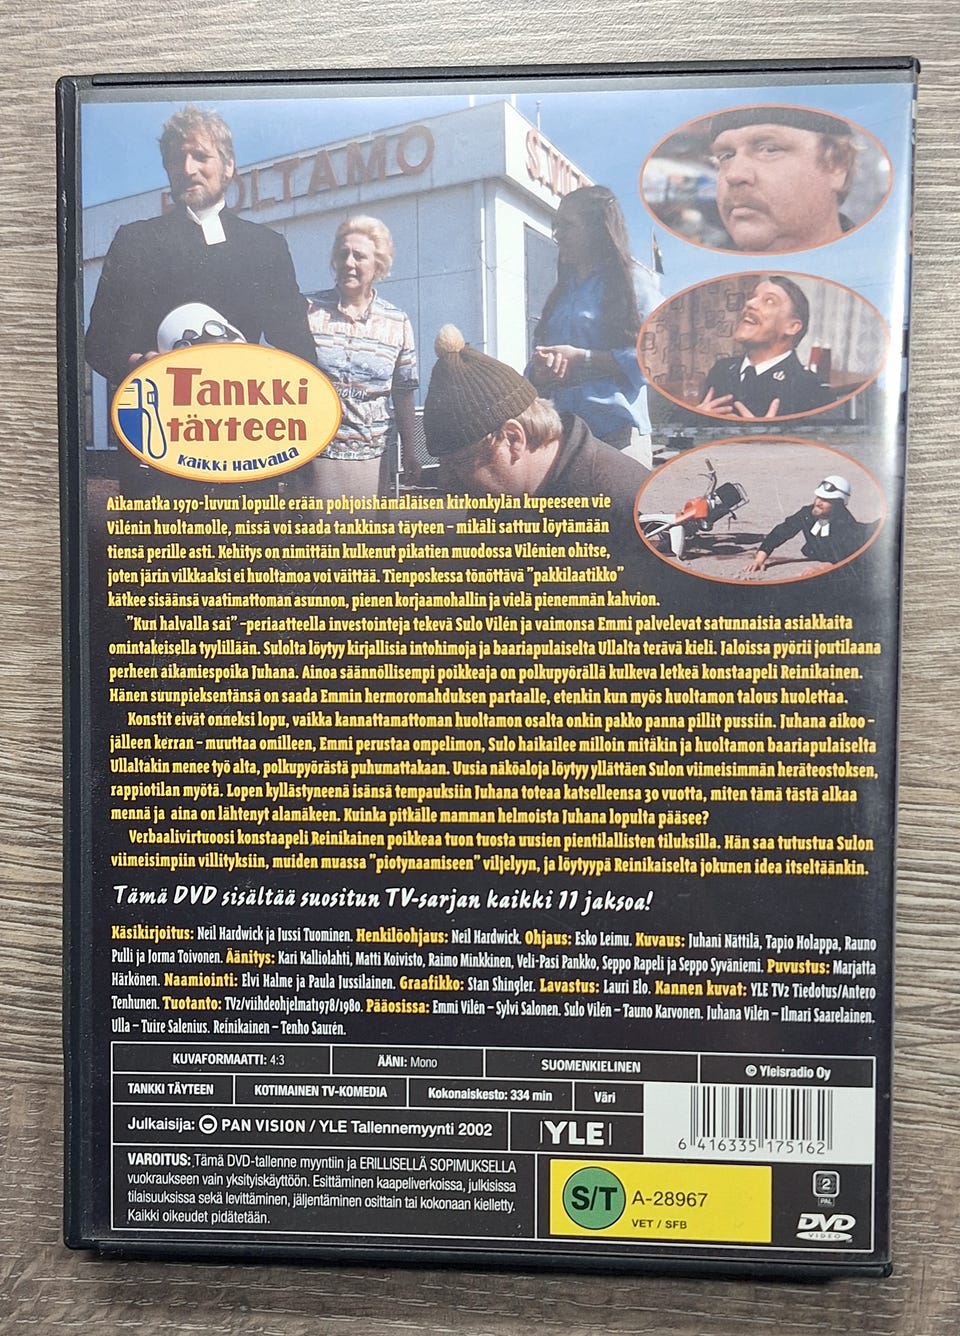 HUOLTAMO
S.VIL
Tankki
täyteen
Kaikki Halvalla
Aikamatka 1970-luvun lopulle erään pohjoishämäläisen kirkonkylän kupeeseen vie
Vilénin huoltamolle, missä voi saada tankkinsa täyteen – mikäli sattuu löytämään
tiensä perille asti. Kehitys on nimittäin kulkenut pikatien muodossa Vilénien ohitse,
joten järin vilkkaaksi ei huoltamoa voi väittää. Tienposkessa tönöttävä "pakkilaatikko"
kätkee sisäänsä vaatimattoman asunnon, pienen korjaamohallin ja vielä pienemmän kahvion.
"Kun halvalla sai" –periaatteella investointeja tekevä Sulo Vilén ja vaimonsa Emmi palvelevat satunnaisia asiakkaita
omintakeisella tyylillään. Sulolta löytyy kirjallisia intohimoja ja baariapulaiselta Ullalta terävä kieli. Jaloissa pyörii joutilaana
perheen aikamiespoika Juhana. Ainoa säännöllisempi poikkeaja on polkupyörällä kulkeva letkeä konstaapeli Reinikainen.
Hänen suunpieksentänsä on saada Emmin hermoromahduksen partaalle, etenkin kun myös huoltamon talous huolettaa.
Konstit eivät onneksi lopu, vaikka kannattamattoman huoltamon osalta onkin pakko panna pillit pussiin. Juhana aikoo –
jälleen kerran – muuttaa omilleen, Emmi perustaa ompelimon, Sulo haikailee milloin mitäkin ja huoltamon baariapulaiselta
Ullaltakin menee työ alta, polkupyörästä puhumattakaan. Uusia näköaloja löytyy yllättäen Sulon viimeisimmän heräteostoksen,
rappiotilan myötä. Lopen kyllästyneenä isänsä tempauksiin Juhana toteaa katselleensa 30 vuotta, miten tämä tästä alkaa
mennä ja aina on lähtenyt alamäkeen. Kuinka pitkälle mamman helmoista Juhana lopulta pääsee?
Verbaalivirtuoosi konstaapeli Reinikainen poikkeaa tuon tuosta uusien pientilallisten tiluksilla. Hän saa tutustua Sulon
viimeisimpiin villityksiin, muiden muassa "piotynaamiseen" viljelyyn, ja löytyypä Reinikaiselta jokunen idea itseltäänkin.
Tämä DVD sisältää suositun TV-sarjan kaikki 11 jaksoa!
Käsikirjoitus: Neil Hardwick ja Jussi Tuominen. Henkilöohjaus: Neil Hardwick. Ohjaus: Esko Leimu. Kuvaus: Juhani Nättilä, Tapio Holappa, Rauno
Pulli ja Jorma Toivonen. Äänitys: Kari Kalliolahti, Matti Koivisto, Raimo Minkkinen, Veli-Pasi Pankko, Seppo Rapeli ja Seppo Syväniemi. Puvustus: Marjatta
Härkönen. Naamiointi: Elvi Halme ja Paula Jussilainen. Graafikko: Stan Shingler. Lavastus: Lauri Elo. Kannen kuvat: YLE TV2 Tiedotus/Antero
Tenhunen. Tuotanto: TV2/viihdeohjelmat1978/1980. Pääosissa: Emmi Vilén – Sylvi Salonen. Sulo Vilén – Tauno Karvonen. Juhana Vilén – Ilmari Saarelainen.
Ulla – Tuire Salenius. Reinikainen – Tenho Saurén.
KUVAFORMAATTI: 4:3 ÄÄNI: Mono SUOMENKIELINEN © Yleisradio Oy
TANKKI TÄYTEEN KOTIMAINEN TV-KOMEDIA Kokonaiskesto: 334 min Väri
Julkaisija: PAN VISION / YLE Tallennemyynti 2002 YLE
6 416335 175162
VAROITUS: Tämä DVD-tallenne myyntiin ja ERILLISELLÄ SOPIMUKSELLA
vuokraukseen vain yksityiskäyttöön. Esittäminen kaapeliverkoissa, julkisissa
tilaisuuksissa sekä levittäminen, jäljentäminen osittain tai kokonaan kielletty.
Kaikki oikeudet pidätetään.
S/T A-28967
VET / SFB
2
PAL
DVD
VIDEO